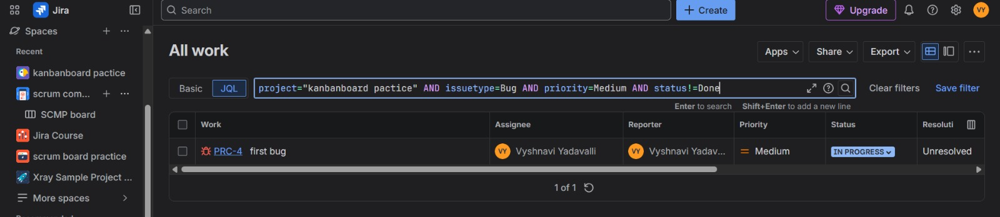 Jira
Search
Create
Upgrade
VY
Spaces
Recent
kanbanboard pactice
scrum com...
SCMP board
Jira Course
scrum board practice
Xray Sample Project ...
More spaces
All work
Apps
Share
Export
Basic
JQL
project="kanbanboard pactice" AND issuetype=Bug AND priority=Medium AND status!=Done
Clear filters
Save filter
Enter to search Shift+Enter to add a new line
Work Assignee Reporter Priority Status Resoluti
PRC-4 first bug VY Vyshnavi Yadavalli VY Vyshnavi Yadav... Medium IN PROGRESS Unresolved
1 of 1